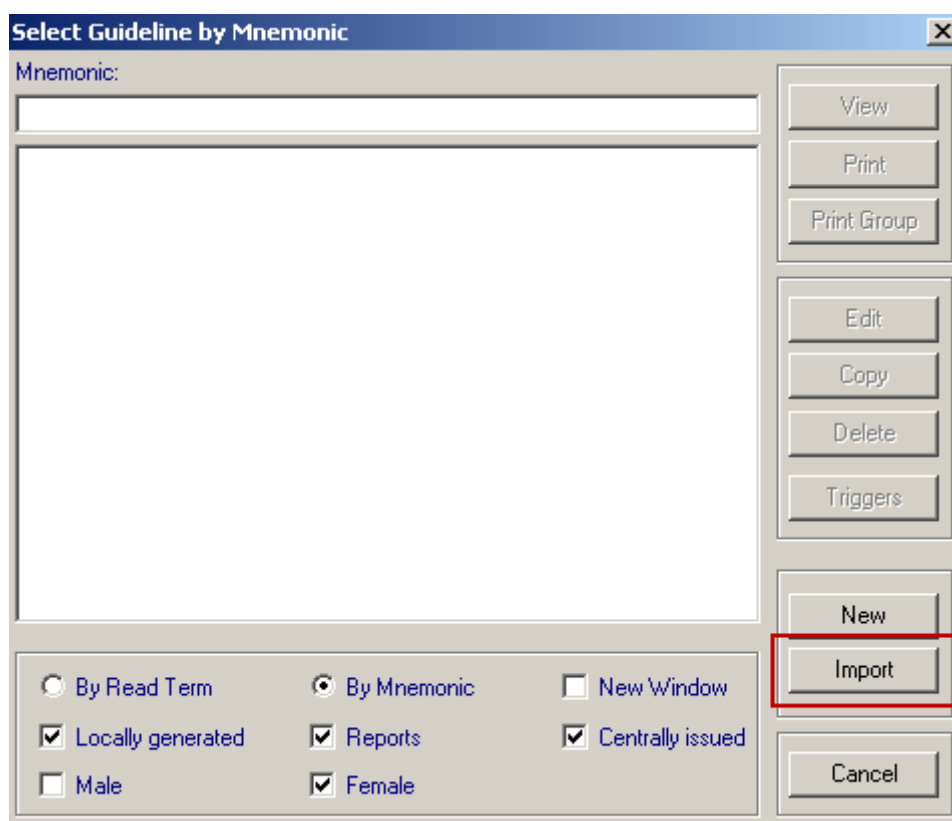 Select Guideline by Mnemonic
Mnemonic:
View
Print
Print Group
Edit
Copy
Delete
Triggers
New
Import
By Read Term
By Mnemonic
New Window
Locally generated
Reports
Centrally issued
Male
Female
Cancel